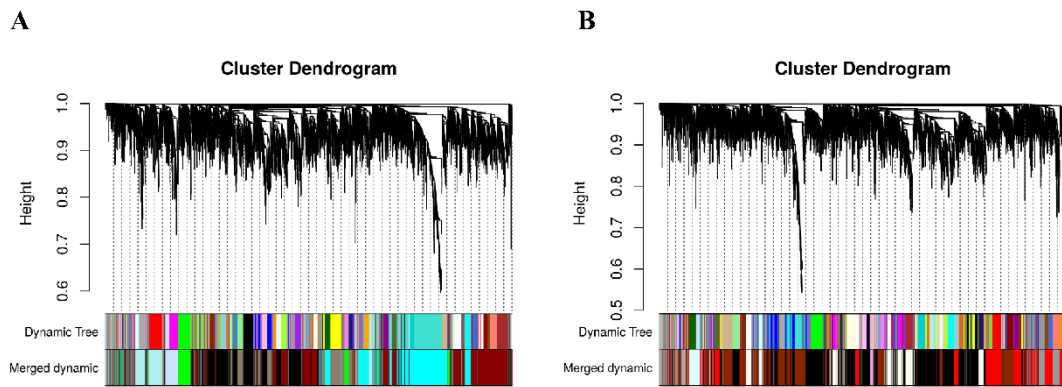 A
Cluster Dendrogram
Height
1.0
0.9
0.8
0.7
0.6
Dynamic Tree
Merged dynamic
B
Cluster Dendrogram
Height
1.0
0.9
0.8
0.7
0.6
0.5
Dynamic Tree
Merged dynamic